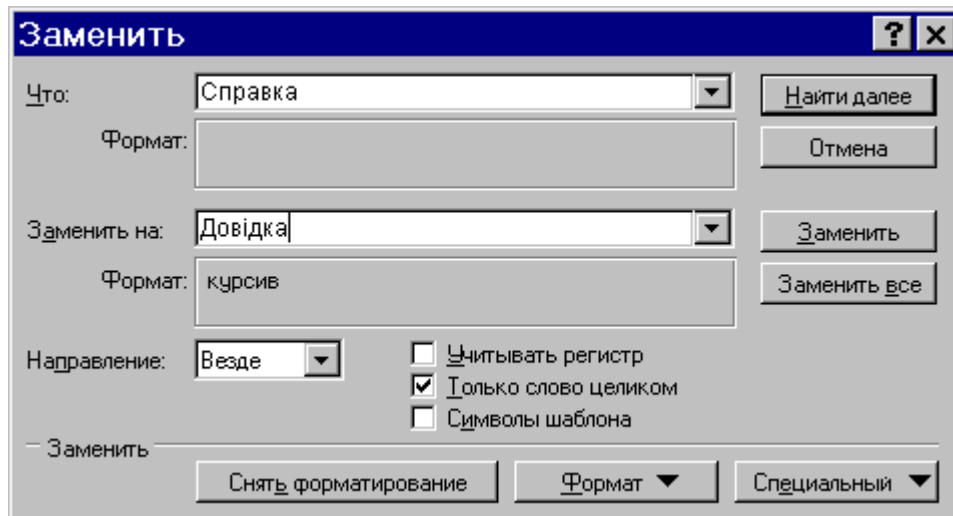 Заменить
Что: Справка Найти далее
Формат: Отмена
Заменить на: Довідка Заменить
Формат: курсив Заменить все
Направление: Везде Учитывать регистр
Только слово целиком
Символы шаблона
Заменить
Снять форматирование Формат Специальный